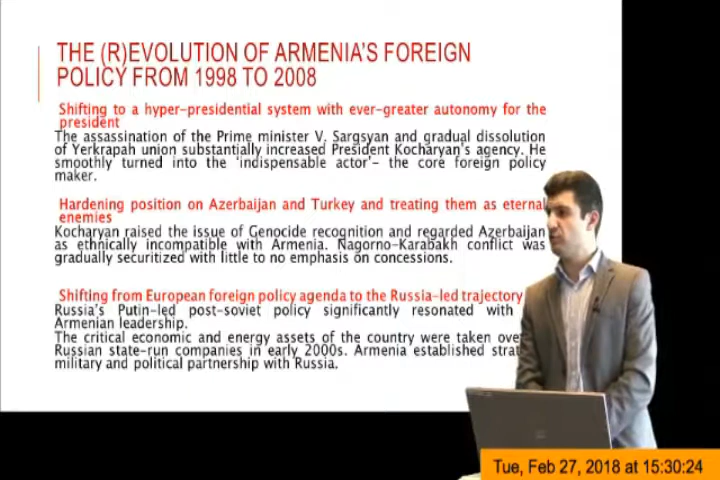 THE (R)EVOLUTION OF ARMENIA'S FOREIGN
POLICY FROM 1998 TO 2008
Shifting to a hyper-presidential system with ever-greater autonomy for the
president
The assassination of the Prime minister V. Sargsyan and gradual dissolution
of Yerkrapah union substantially increased President Kocharyan's agency. He
smoothly turned into the 'indispensable actor'- the core foreign policy
maker.
Hardening position on Azerbaijan and Turkey and treating them as eternal
enemies
Kocharyan raised the issue of Genocide recognition and regarded Azerbaijan
as ethnically incompatible with Armenia. Nagorno-Karabakh conflict was
gradually securitized with little to no emphasis on concessions.
Shifting from European foreign policy agenda to the Russia-led trajectory
Russia's Putin-led post-soviet policy significantly resonated with
Armenian leadership.
The critical economic and energy assets of the country were taken
Russian state-run companies in early 2000s. Armenia established
military and political partnership with Russia.
Tue, Feb 27, 2018 at 15:30:24